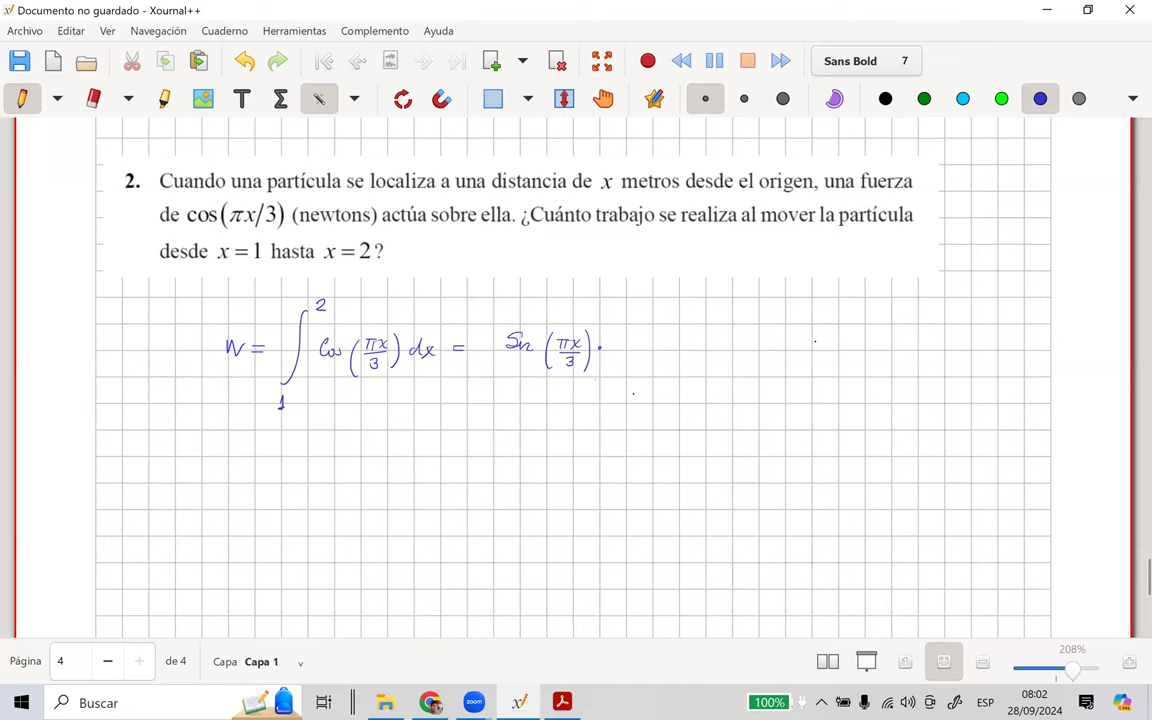 Documento no guardado - Xournal++
Archivo Editar Ver Navegación Cuaderno Herramientas Complemento Ayuda
Sans Bold 7
2. Cuando una partícula se localiza a una distancia de x metros desde el origen, una fuerza
de cos(πx/3) (newtons) actúa sobre ella. ¿Cuánto trabajo se realiza al mover la partícula
desde x = 1 hasta x = 2?
W = ∫₁² Cos (πx/3) dx = Sen (πx/3) ·
Página 4 de 4 Capa Capa 1 208%
Buscar 100% ESP 08:02
28/09/2024